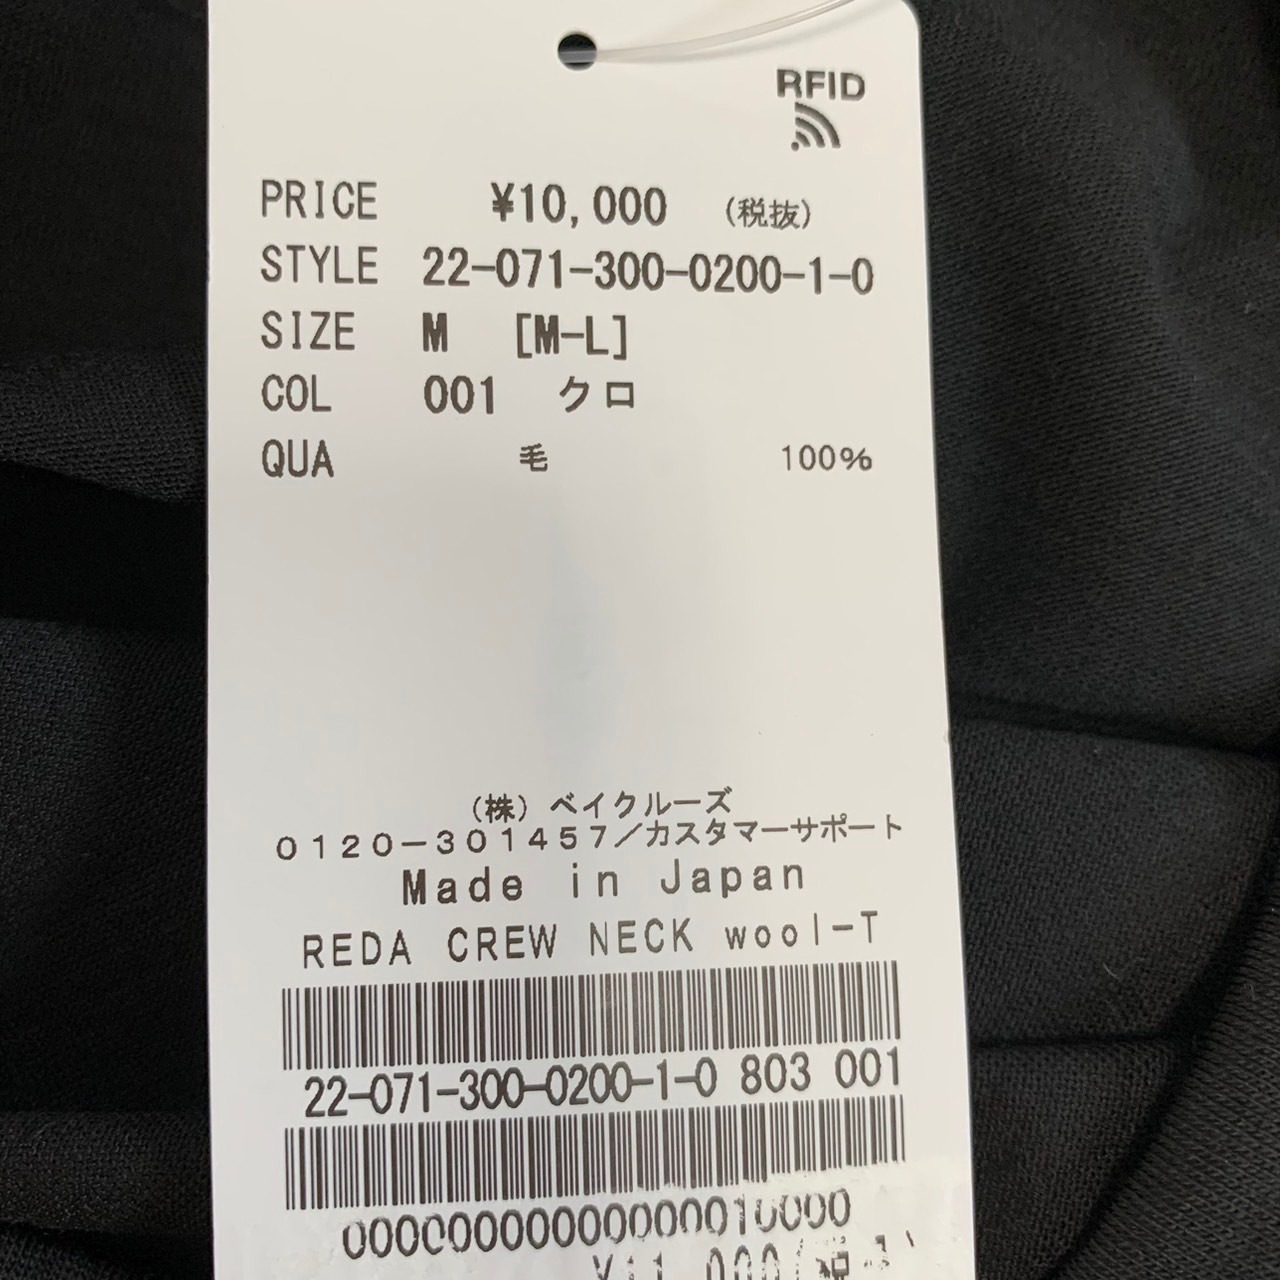 RFID
PRICE ¥10,000 (税抜)
STYLE 22-071-300-0200-1-0
SIZE M [M-L]
COL 001 クロ
QUA 毛 100%
(株) ベイクルーズ
0120-301457/カスタマーサポート
Made in Japan
REDA CREW NECK wool-T
22-071-300-0200-1-0 803 001